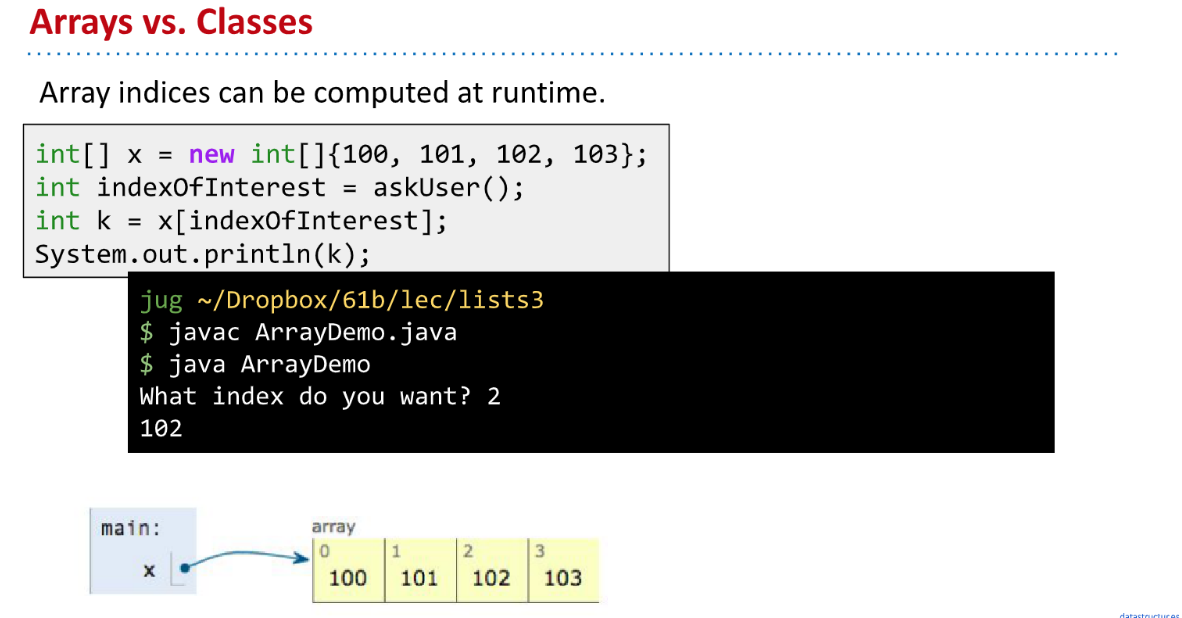 Arrays vs. Classes
Array indices can be computed at runtime.
int[] x = new int[]{100, 101, 102, 103};
int indexOfInterest = askUser();
int k = x[indexOfInterest];
System.out.println(k);
jug ~/Dropbox/61b/lec/lists3
$ javac ArrayDemo.java
$ java ArrayDemo
What index do you want? 2
102
main:
x
array
0 1 2 3
100 101 102 103
datastructur.es